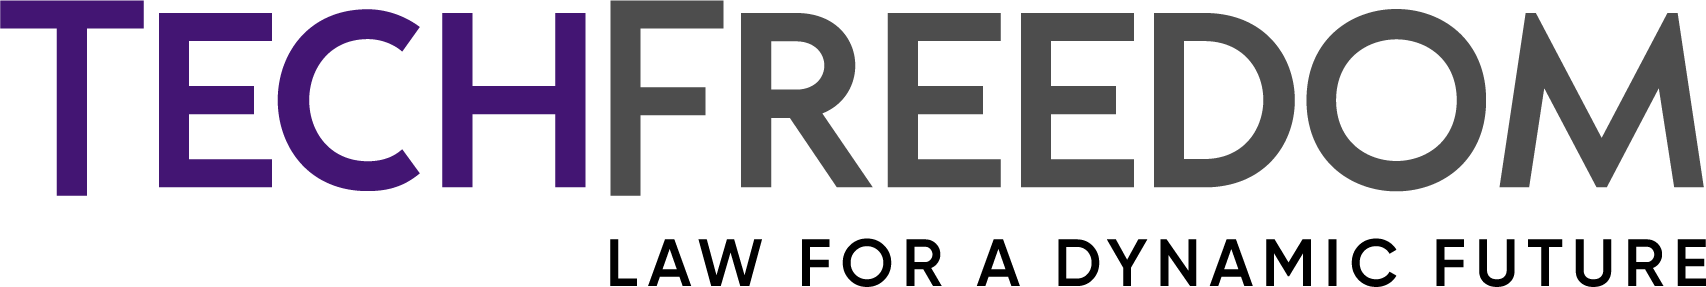 TECHFREEDOM
LAW FOR A DYNAMIC FUTURE